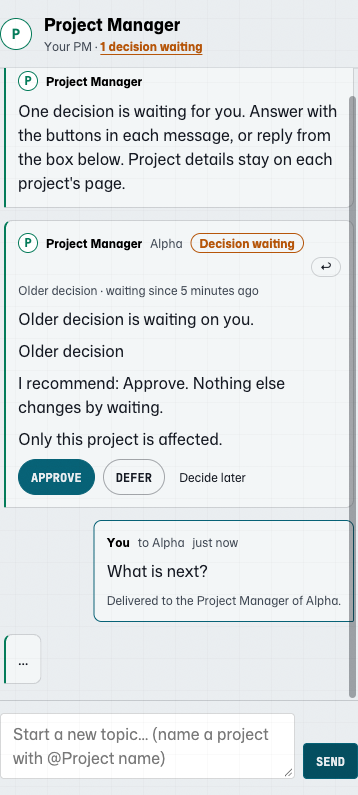 P
Project Manager
Your PM · 1 decision waiting
P Project Manager
One decision is waiting for you. Answer with
the buttons in each message, or reply from
the box below. Project details stay on each
project's page.
P Project Manager Alpha Decision waiting
↩
Older decision · waiting since 5 minutes ago
Older decision is waiting on you.
Older decision
I recommend: Approve. Nothing else
changes by waiting.
Only this project is affected.
APPROVE DEFER Decide later
You to Alpha just now
What is next?
Delivered to the Project Manager of Alpha.
...
Start a new topic... (name a project
with @Project name)
SEND